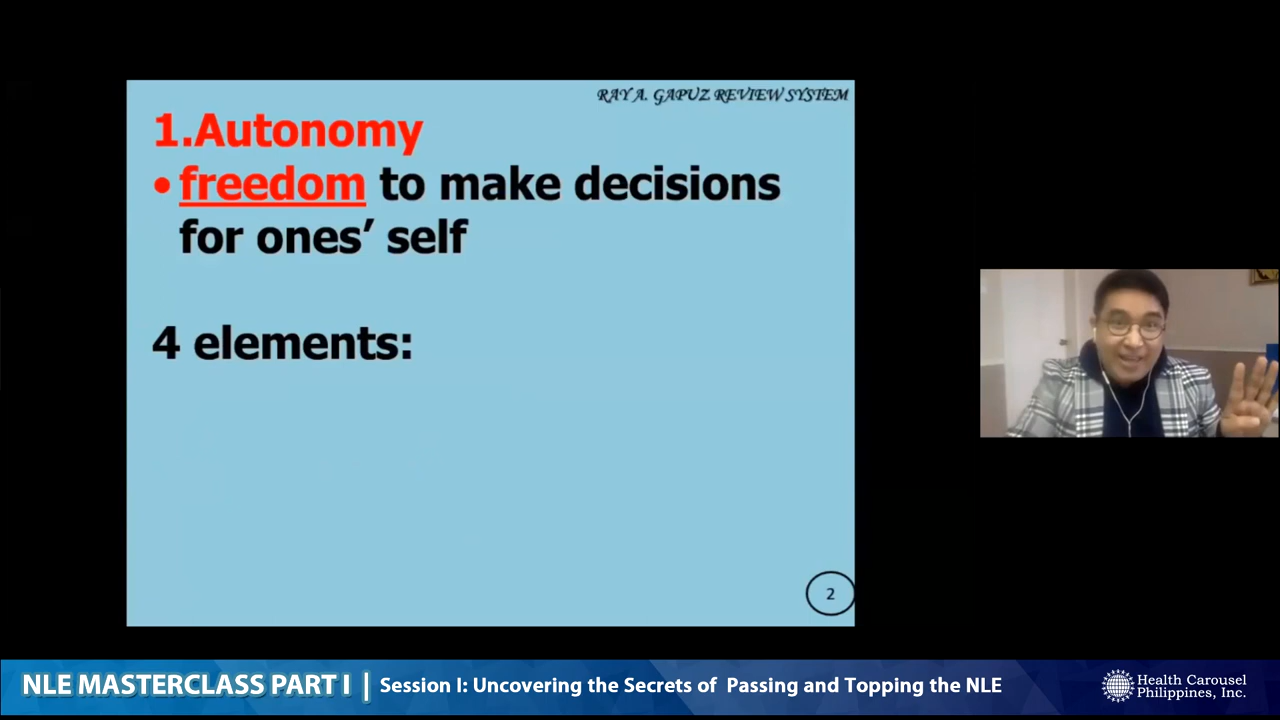 RAY A. GAPUZ REVIEW SYSTEM
1.Autonomy
•freedom to make decisions
for ones’ self
4 elements:
2
NLE MASTERCLASS PART I | Session I: Uncovering the Secrets of Passing and Topping the NLE
Health Carousel
Philippines, Inc.